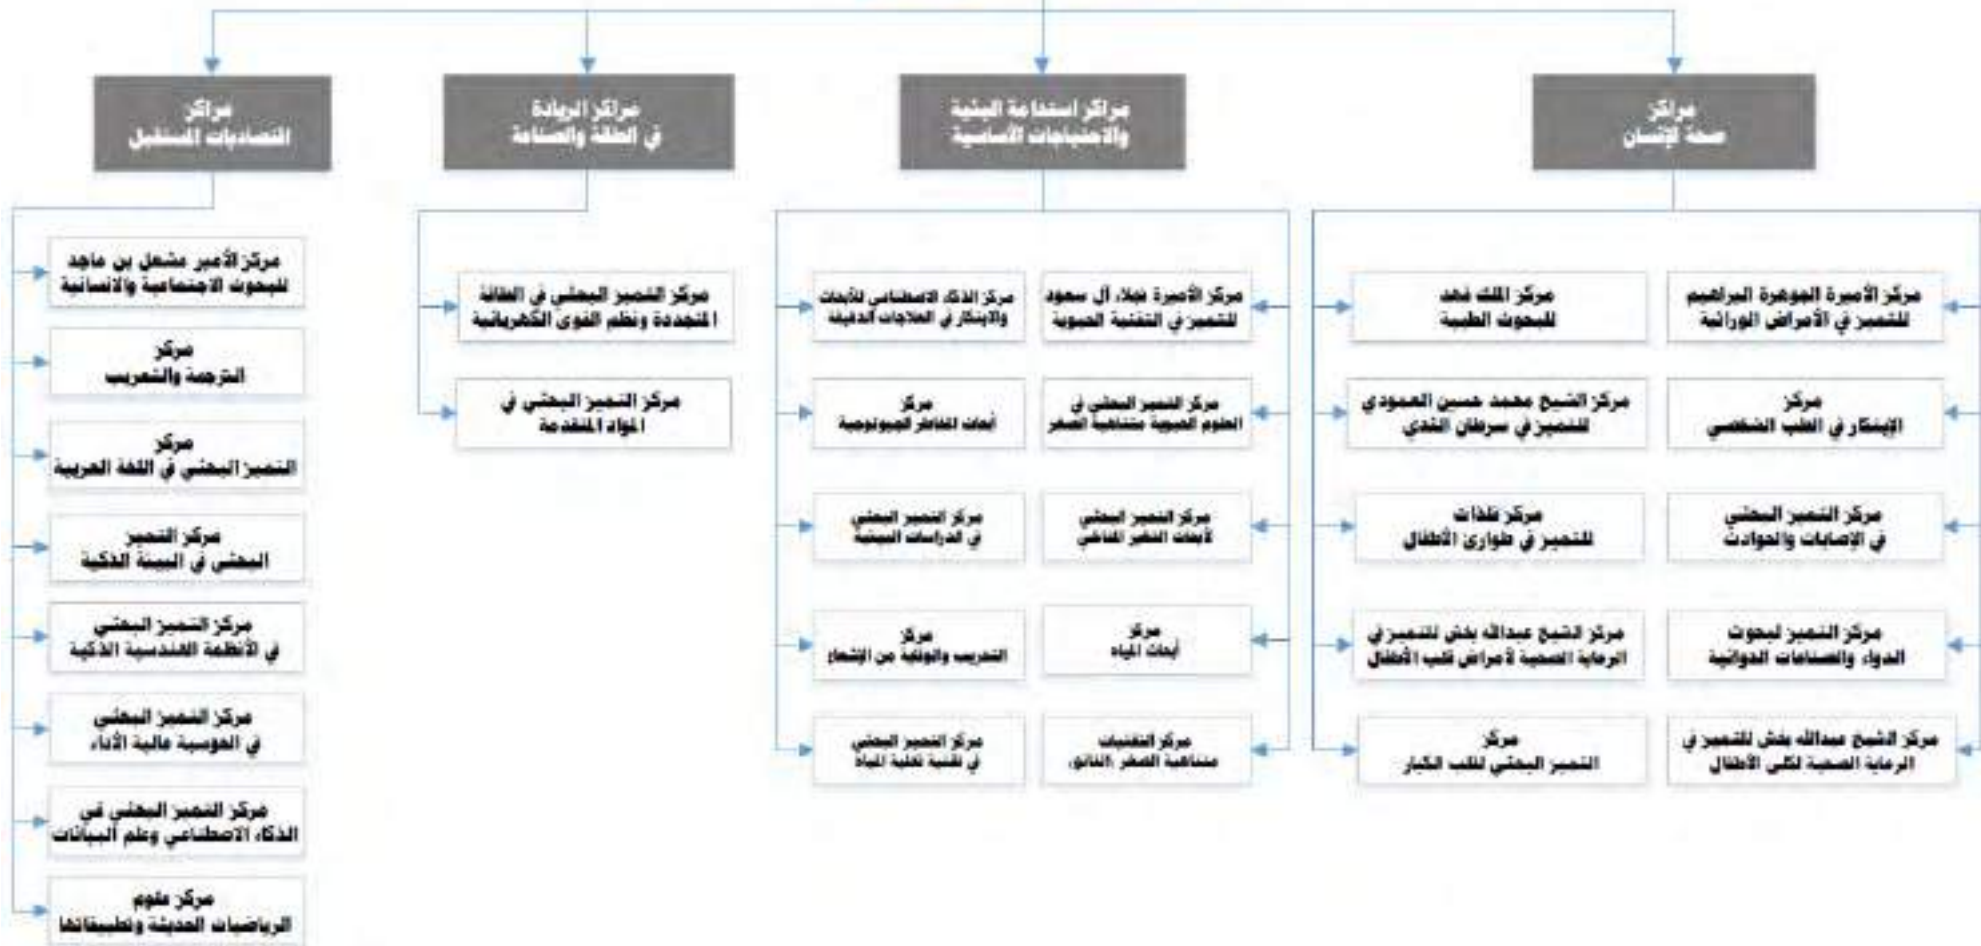 مراكز
صحة الإنسان
مركز الأميرة الجوهرة البراهيم
للتميز في الأمراض الوراثية
مركز الملك فهد
للبحوث الطبية
مركز
الإبتكار في الطب الشخصي
مركز الشيخ محمد حسين العمودي
للتميز في سرطان الثدي
مركز التميز البحثي
في الإصابات والحوادث
مركز
للتميز في طوارئ الأطفال
مركز التميز لبحوث
الدواء والصناعات الدوائية
مركز الشيخ عبدالله بخش للتميز في
الرعاية الصحية لأمراض قلب الأطفال
مركز الشيخ عبدالله بخش للتميز في
الرعاية الصحية لكلى الأطفال
مركز
التميز البحثي لقلب الكبار
مراكز استدامة البيئة
والاحتياجات الأساسية
مركز الأميرة نجلاء آل سعود
للتميز في التقنية الحيوية
مركز الذكاء الاصطناعي للأبحاث
والابتكار في العلاجات الدقيقة
مركز التميز البحثي في
العلوم الحيوية متناهية الصغر
مركز
أبحاث المخاطر الجيولوجية
مركز التميز البحثي
لأبحاث التغير المناخي
مركز التميز البحثي
في الدراسات البيئية
مركز
أبحاث المياه
مركز
التدريب والوقاية من الإشعاع
مركز التقنيات
متناهية الصغر (النانو)
مركز التميز البحثي
في تقنية تحلية المياه
مراكز الريادة
في الطاقة والصناعة
مركز التميز البحثي في الطاقة
المتجددة ونظم القوى الكهربائية
مركز التميز البحثي في
المواد المتقدمة
مراكز
اقتصاديات المستقبل
مركز الأمير مشعل بن ماجد
للبحوث الاجتماعية والانسانية
مركز
الترجمة والتعريب
مركز
التميز البحثي في اللغة العربية
مركز التميز
البحثي في البيئة الذكية
مركز التميز البحثي
في الأنظمة الهندسية الذكية
مركز التميز البحثي
في الحوسبة عالية الأداء
مركز التميز البحثي في
الذكاء الاصطناعي وعلم البيانات
مركز علوم
الرياضيات الحديثة وتطبيقاتها